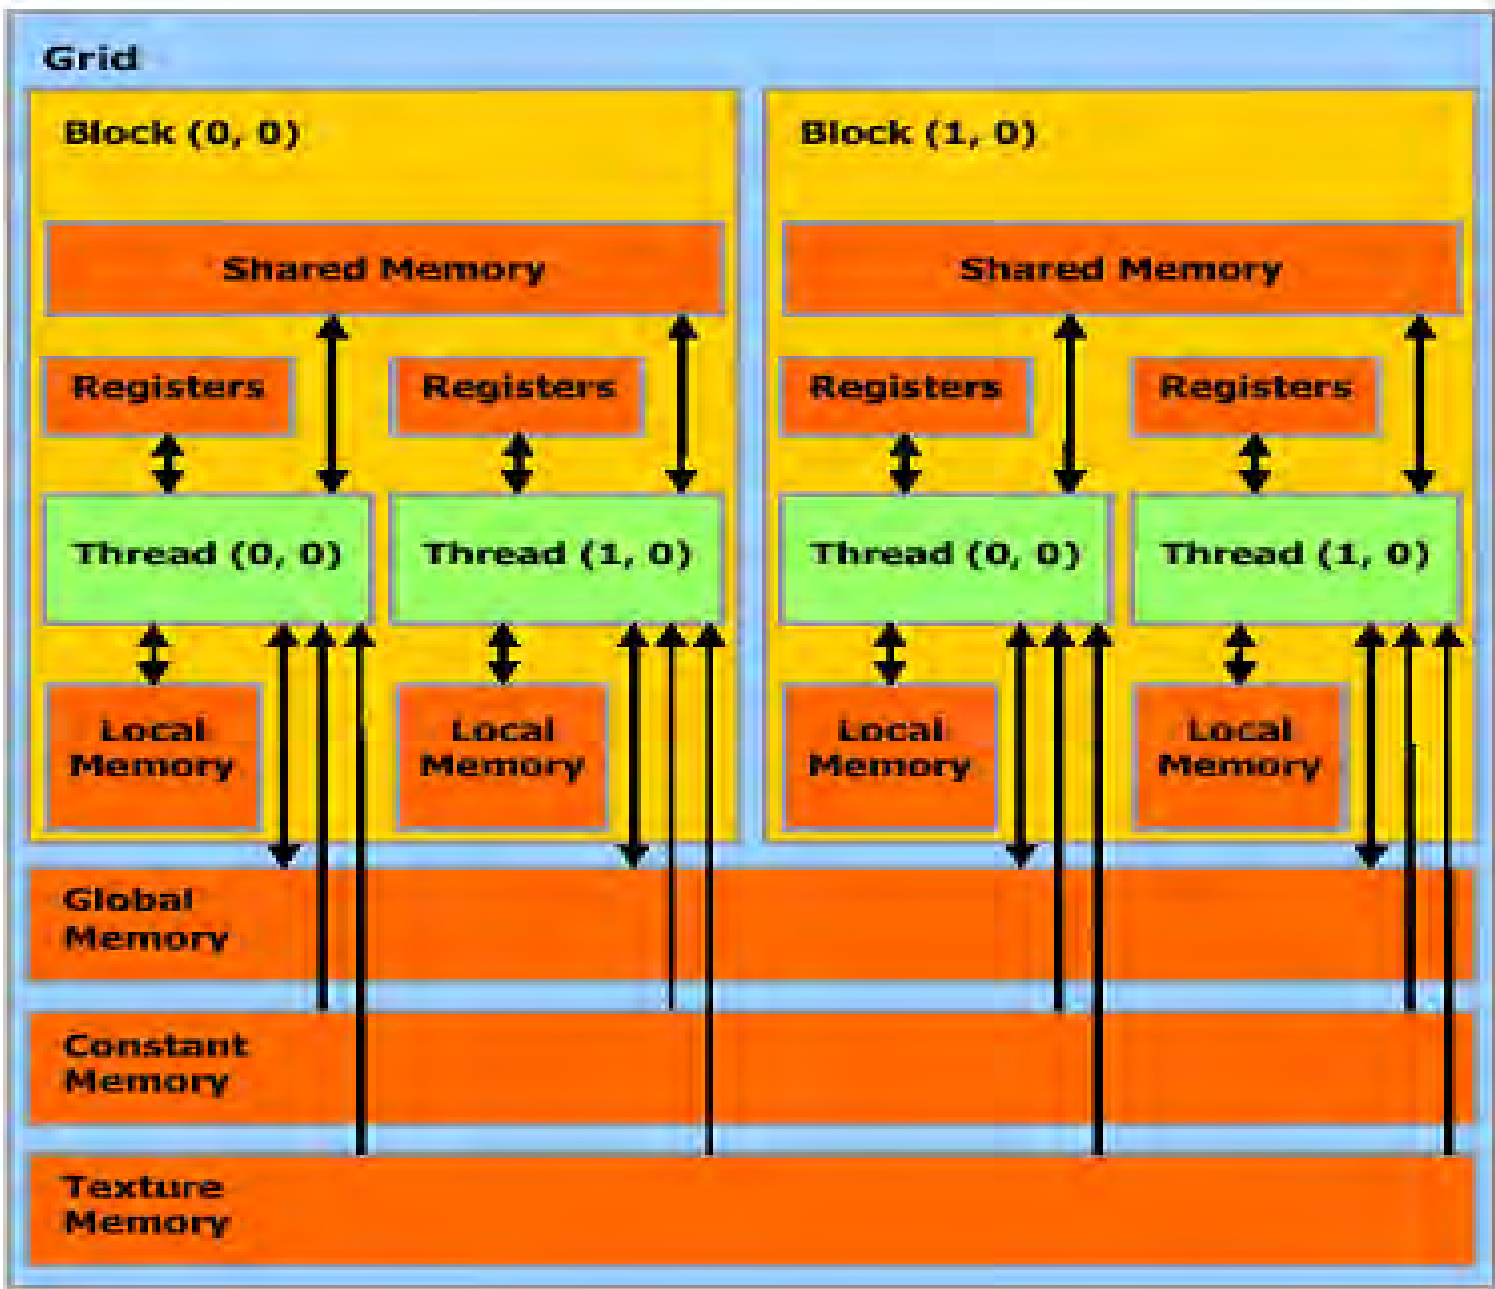 Grid
Block (0, 0)
Shared Memory
Registers
Registers
Thread (0, 0)
Thread (1, 0)
Local
Memory
Local
Memory
Block (1, 0)
Shared Memory
Registers
Registers
Thread (0, 0)
Thread (1, 0)
Local
Memory
Local
Memory
Global
Memory
Constant
Memory
Texture
Memory